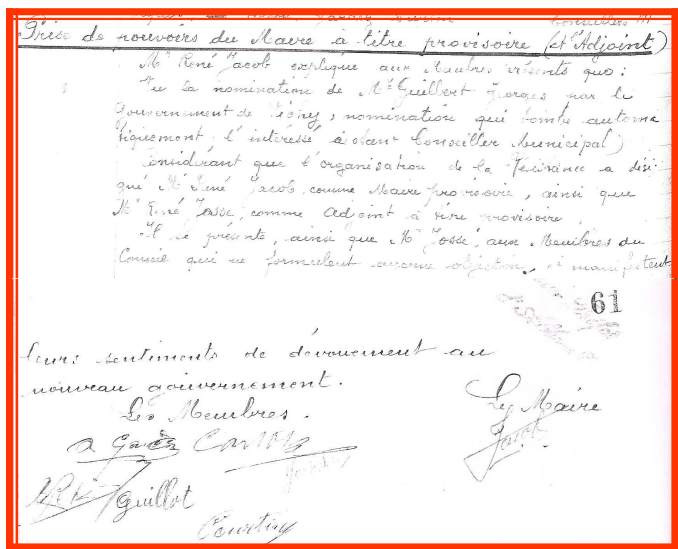 Conseillers M
Prise de pouvoirs du Maire à titre provisoire (et Adjoint)
Mr René Jacob explique aux Membres présents que :
Vu la nomination de Mr Guillbert Georges par le
Gouvernement de Vichy, nomination qui tombe automa
tiquement (l'intéressé étant Conseiller Municipal)
Considérant que l'organisation de la Résistance a dési
gné Mr René Jacob, comme Maire provisoire, ainsi que
Mr René Josse, comme Adjoint à titre provisoire,
Il se présente, ainsi que Mr Josse, aux Membres du
Conseil qui ne formulent aucune objection, manifestent
61
leurs sentiments de dévouement au
nouveau gouvernement.
Les Membres.
Le Maire
Jacob
Guillot
Courtin